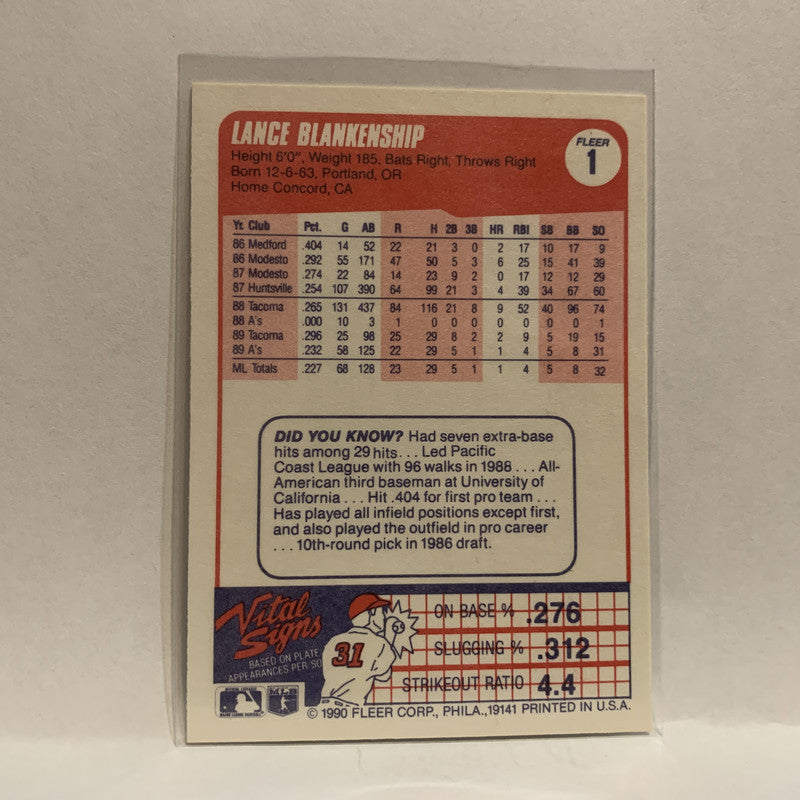 LANCE BLANKENSHIP
Height 6'0", Weight 185, Bats Right, Throws Right
Born 12-6-63, Portland, OR
Home Concord, CA
FLEER
1
Yr. Club Pct. G AB R H 2B 3B HR RBI SB BB SO
86 Medford .404 14 52 22 21 3 0 2 17 10 17 9
86 Modesto .292 55 171 47 50 5 3 6 25 15 41 39
87 Modesto .274 22 84 14 23 9 2 0 17 12 12 29
87 Huntsville .254 107 390 64 99 21 3 4 39 34 67 60
88 Tacoma .265 131 437 84 116 21 8 9 52 40 96 74
88 A's .000 10 3 1 0 0 0 0 0 0 0 1
89 Tacoma .296 25 98 25 29 8 2 2 9 5 19 15
89 A's .232 58 125 22 29 5 1 1 4 5 8 31
ML Totals .227 68 128 23 29 5 1 1 4 5 8 32
DID YOU KNOW? Had seven extra-base
hits among 29 hits... Led Pacific
Coast League with 96 walks in 1988 ... All-
American third baseman at University of
California ... Hit .404 for first pro team ...
Has played all infield positions except first,
and also played the outfield in pro career
... 10th-round pick in 1986 draft.
Vital
Signs
BASED ON PLATE
APPEARANCES PER/SO
31
ON BASE % .276
SLUGGING % .312
STRIKEOUT RATIO 4.4
© 1990 FLEER CORP., PHILA.,19141 PRINTED IN U.S.A.